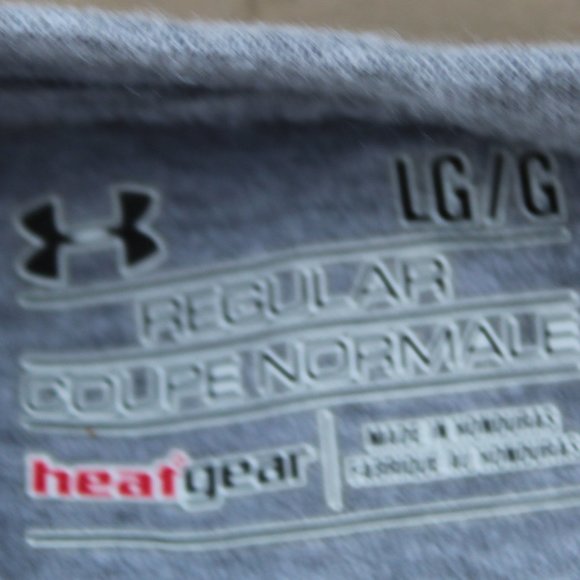 LG/G
REGULAR
COUPE NORMALE
heatgear
MADE IN HONDURAS
FABRIQUE AU HONDURAS